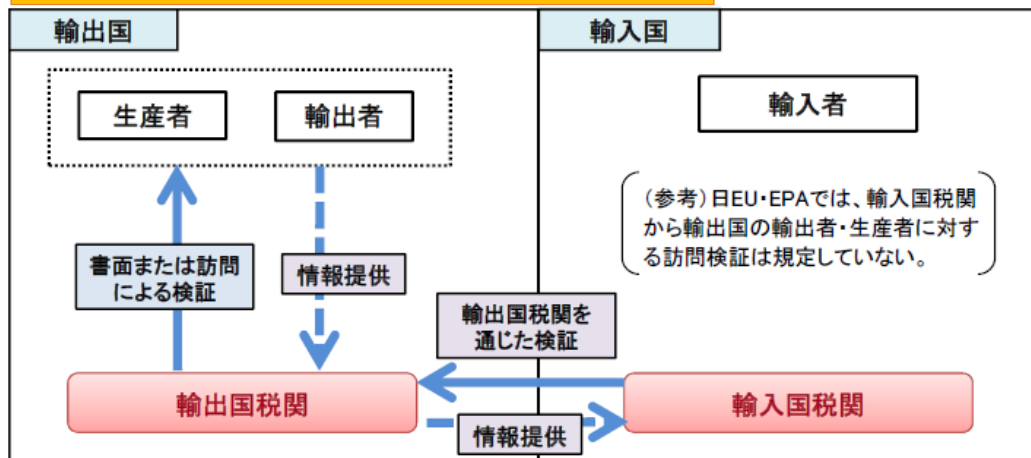 輸出国
輸入国
生産者
輸出者
輸入者
(参考)日EU・EPAでは、輸入国税関
から輸出国の輸出者・生産者に対す
る訪問検証は規定していない。
書面または訪問
による検証
情報提供
輸出国税関を
通じた検証
輸出国税関
輸入国税関
情報提供